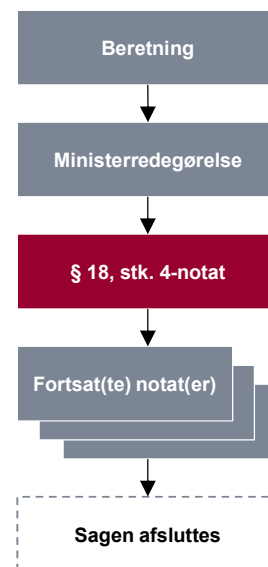 Beretning
Ministerredegørelse
§ 18, stk. 4-notat
Fortsat(te) notat(er)
Sagen afsluttes